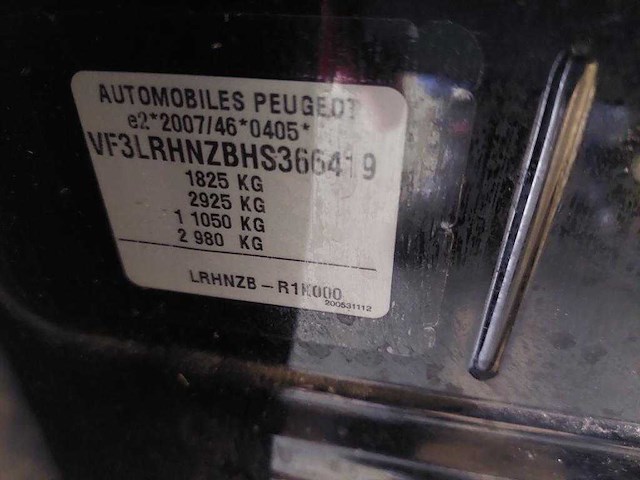 AUTOMOBILES PEUGEOT
e2*2007/46*0405*
VF3LRHNZBHS366419
1825 KG
2925 KG
1 1050 KG
2 980 KG
LRHNZB - R1K000
200531112